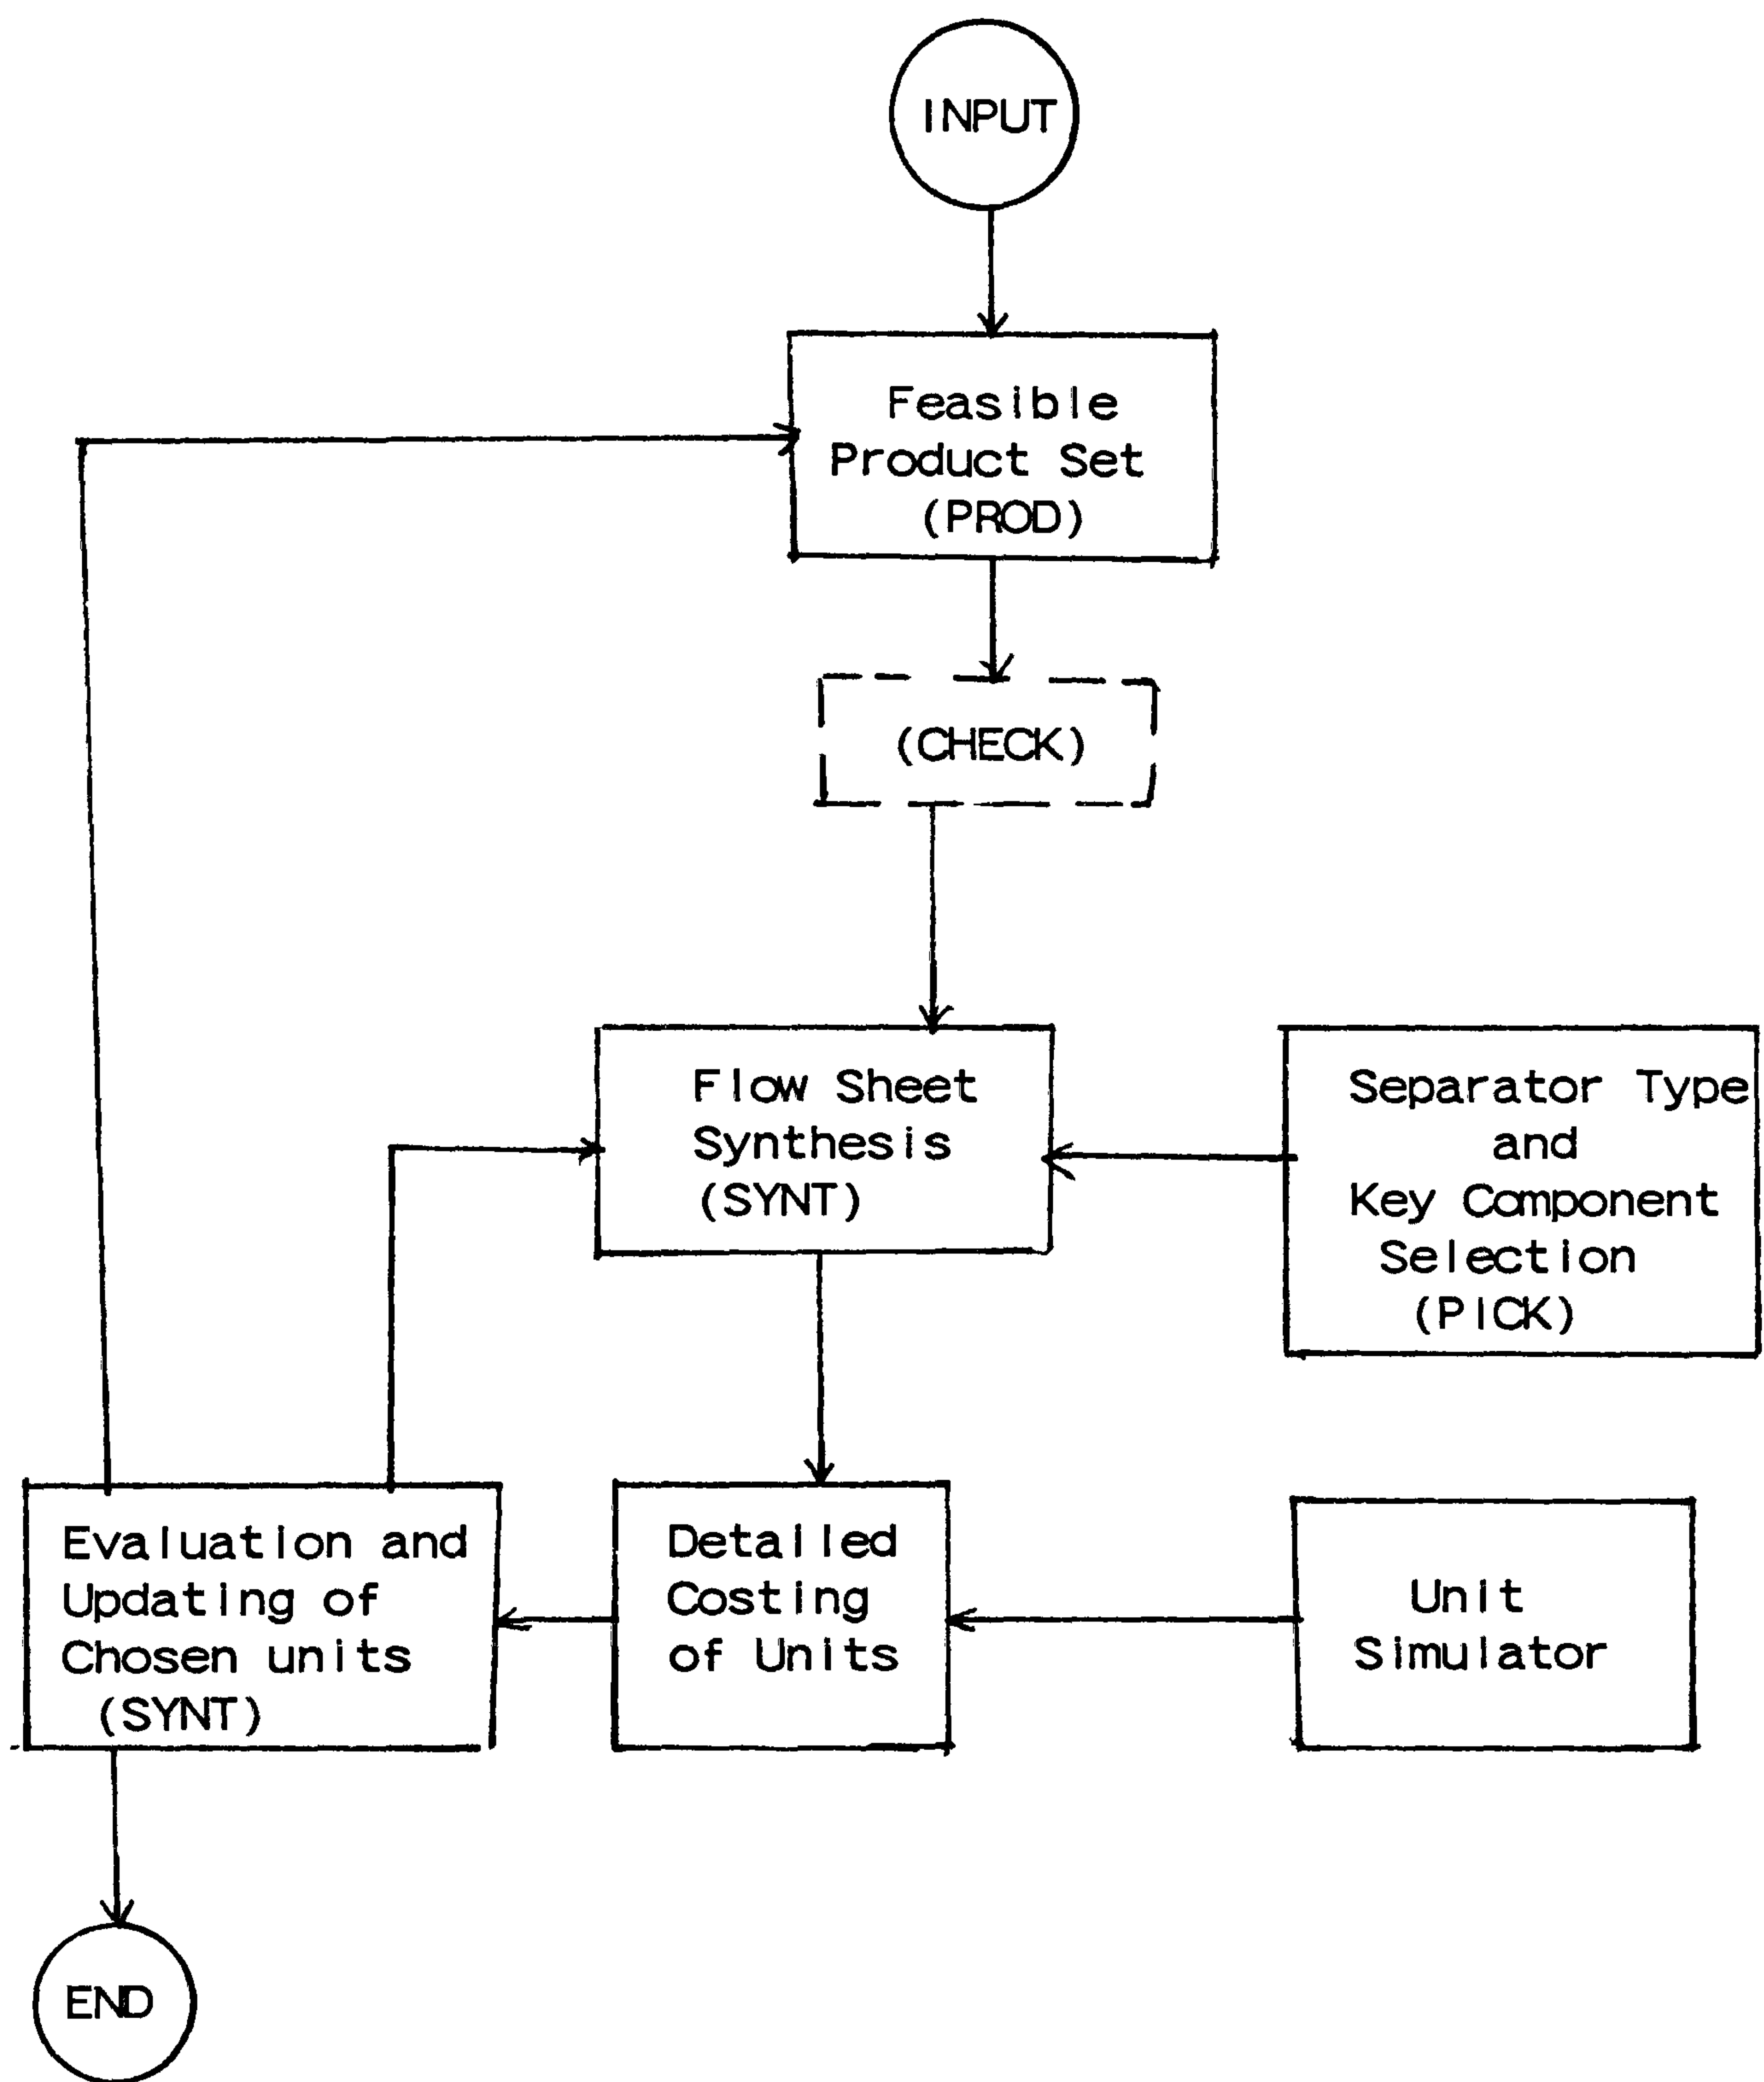 INPUT
Feasible
Product Set
(PROD)
(CHECK)
Flow Sheet
Synthesis
(SYNT)
Separator Type
and
Key Component
Selection
(PICK)
Evaluation and
Updating of
Chosen units
(SYNT)
Detailed
Costing
of Units
Unit
Simulator
END